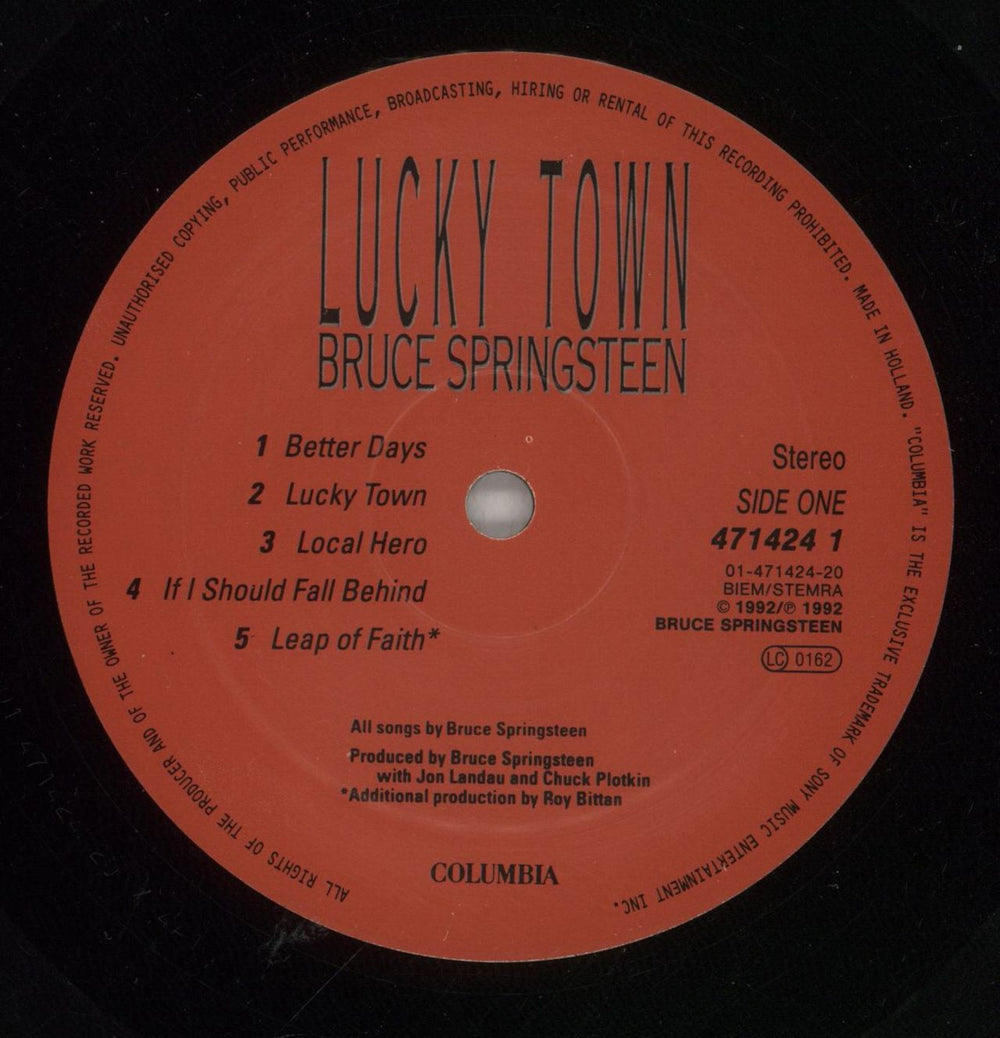 ALL RIGHTS OF THE PRODUCER AND OF THE OWNER OF THE RECORDED WORK RESERVED. UNAUTHORISED COPYING, PUBLIC PERFORMANCE, BROADCASTING, HIRING OR RENTAL OF THIS RECORDING PROHIBITED. MADE IN HOLLAND. "COLUMBIA" IS THE EXCLUSIVE TRADEMARK OF SONY MUSIC ENTERTAINMENT INC.
LUCKY TOWN
BRUCE SPRINGSTEEN
1 Better Days
2 Lucky Town
3 Local Hero
4 If I Should Fall Behind
5 Leap of Faith*
Stereo
SIDE ONE
471424 1
01-471424-20
BIEM/STEMRA
© 1992/℗ 1992
BRUCE SPRINGSTEEN
LC 0162
All songs by Bruce Springsteen
Produced by Bruce Springsteen
with Jon Landau and Chuck Plotkin
*Additional production by Roy Bittan
COLUMBIA